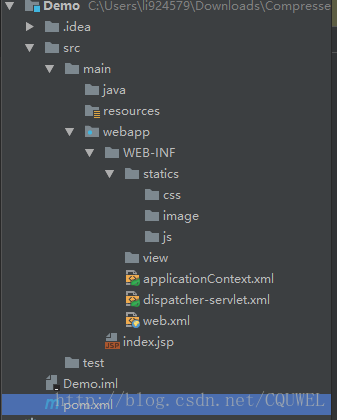 Demo C:\Users\li924579\Downloads\Compresse
.idea
src
main
java
resources
webapp
WEB-INF
statics
css
image
js
view
applicationContext.xml
dispatcher-servlet.xml
web.xml
index.jsp
test
Demo.iml
pom.xml
http://blog.csdn.net/CQUWEL